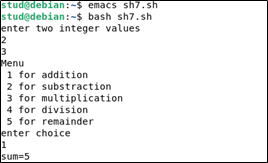 stud@debian:~$ emacs sh7.sh
stud@debian:~$ bash sh7.sh
enter two integer values
2
3
Menu
 1 for addition
 2 for substraction
 3 for multiplication
 4 for division
 5 for remainder
enter choice
1
sum=5